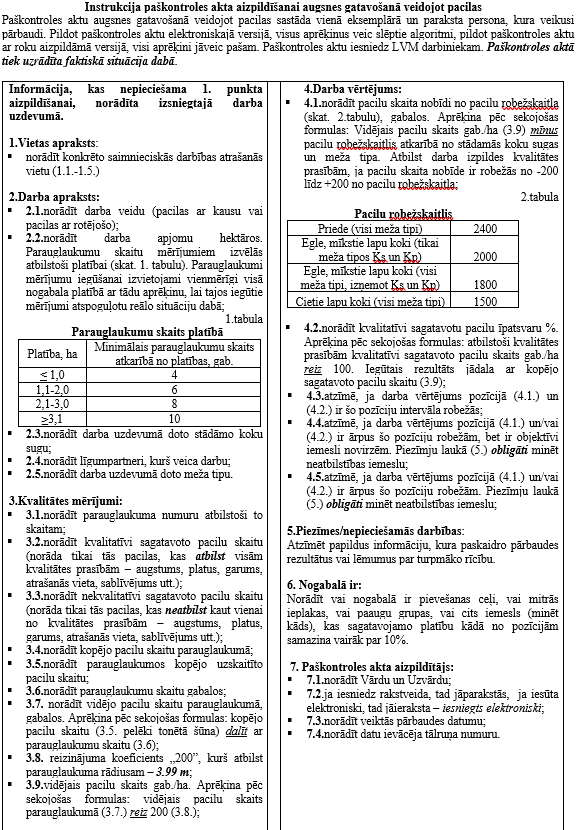 Instrukcija paškontroles akta aizpildīšanai augsnes gatavošanā veidojot pacilas
Paškontroles aktu augsnes gatavošanā veidojot pacilas sastāda vienā eksemplārā un paraksta persona, kura veikusi
pārbaudi. Pildot paškontroles aktu elektroniskajā versijā, visus aprēķinus veic slēptie algoritmi, pildot paškontroles aktu
ar roku aizpildāmā versijā, visi aprēķini jāveic pašam. Paškontroles aktu iesniedz LVM darbiniekam. Paškontroles aktā
tiek uzrādīta faktiskā situācija dabā.
Informācija, kas nepieciešama 1. punkta
aizpildīšanai, norādīta izsniegtajā darba
uzdevumā.
1.Vietas apraksts:
▪ norādīt konkrēto saimnieciskās darbības atrašanās
vietu (1.1.-1.5.)
2.Darba apraksts:
▪ 2.1.norādīt darba veidu (pacilas ar kausu vai
pacilas ar rotējošo);
▪ 2.2.norādīt darba apjomu hektāros.
Parauglaukumu skaitu mērījumiem izvēlās
atbilstoši platībai (skat. 1. tabulu). Parauglaukumi
mērījumu iegūšanai izvietojami vienmērīgi visā
nogabala platībā ar tādu aprēķinu, lai tajos iegūtie
mērījumi atspoguļotu reālo situāciju dabā;
1.tabula
Parauglaukumu skaits platībā
Platība, ha
Minimālais parauglaukumu skaits
atkarībā no platības, gab.
≤ 1,0 4
1,1-2,0 6
2,1-3,0 8
≥3,1 10
▪ 2.3.norādīt darba uzdevumā doto stādāmo koku
sugu;
▪ 2.4.norādīt līgumpartneri, kurš veica darbu;
▪ 2.5.norādīt darba uzdevumā doto meža tipu.
3.Kvalitātes mērījumi:
▪ 3.1.norādīt parauglaukuma numuru atbilstoši to
skaitam;
▪ 3.2.norādīt kvalitatīvi sagatavoto pacilu skaitu
(norāda tikai tās pacilas, kas atbilst visām
kvalitātes prasībām – augstums, platus, garums,
atrašanās vieta, sablīvējums utt.);
▪ 3.3.norādīt nekvalitatīvi sagatavoto pacilu skaitu
(norāda tikai tās pacilas, kas neatbilst kaut vienai
no kvalitātes prasībām – augstums, platus,
garums, atrašanās vieta, sablīvējums utt.);
▪ 3.4.norādīt kopējo pacilu skaitu parauglaukumā;
▪ 3.5.norādīt parauglaukumos kopējo uzskaitīto
pacilu skaitu;
▪ 3.6.norādīt parauglaukumu skaitu gabalos;
▪ 3.7. norādīt vidējo pacilu skaitu parauglaukumā,
gabalos. Aprēķina pēc sekojošas formulas: kopējo
pacilu skaitu (3.5. pelēki tonētā šūna) dalīt ar
parauglaukumu skaitu (3.6);
▪ 3.8. reizinājuma koeficients „200”, kurš atbilst
parauglaukuma rādiusam – 3.99 m;
▪ 3.9.vidējais pacilu skaits gab./ha. Aprēķina pēc
sekojošas formulas: vidējais pacilu skaits
parauglaukumā (3.7.) reiz 200 (3.8.);
4.Darba vērtējums:
▪ 4.1.norādīt pacilu skaita nobīdi no pacilu robežskaitļa
(skat. 2.tabulu), gabalos. Aprēķina pēc sekojošas
formulas: Vidējais pacilu skaits gab./ha (3.9) mīnus
pacilu robežskaitlis atkarībā no stādamās koku sugas
un meža tipa. Atbilst darba izpildes kvalitātes
prasībām, ja pacilu skaita nobīde ir robežās no -200
līdz +200 no pacilu robežskaitļa;
2.tabula
Pacilu robežskaitlis
Priede (visi meža tipi) 2400
Egle, mīkstie lapu koki (tikai
meža tipos Ks un Kp) 2000
Egle, mīkstie lapu koki (visi
meža tipi, izņemot Ks un Kp) 1800
Cietie lapu koki (visi meža tipi) 1500
▪ 4.2.norādīt kvalitatīvi sagatavotu pacilu īpatsvaru %.
Aprēķina pēc sekojošas formulas: atbilstoši kvalitātes
prasībām kvalitatīvi sagatavoto pacilu skaits gab./ha
reiz 100. Iegūtais rezultāts jādala ar kopējo
sagatavoto pacilu skaitu (3.9);
▪ 4.3.atzīmē, ja darba vērtējums pozīcijā (4.1.) un
(4.2.) ir šo pozīciju intervāla robežās;
▪ 4.4.atzīmē, ja darba vērtējums pozīcijā (4.1.) un/vai
(4.2.) ir ārpus šo pozīciju robežām, bet ir objektīvi
iemesli novirzēm. Piezīmju laukā (5.) obligāti minēt
neatbilstības iemeslu;
▪ 4.5.atzīmē, ja darba vērtējums pozīcijā (4.1.) un/vai
(4.2.) ir ārpus šo pozīciju robežām. Piezīmju laukā
(5.) obligāti minēt neatbilstības iemeslu;
5.Piezīmes/nepieciešamās darbības:
Atzīmēt papildus informāciju, kura paskaidro pārbaudes
rezultātus vai lēmumus par turpmāko rīcību.
6. Nogabalā ir:
Norādīt vai nogabalā ir pievešanas ceļi, vai mitrās
ieplakas, vai paaugu grupas, vai cits iemesls (minēt
kāds), kas sagatavojamo platību kādā no pozīcijām
samazina vairāk par 10%.
7. Paškontroles akta aizpildītājs:
▪ 7.1.norādīt Vārdu un Uzvārdu;
▪ 7.2.ja iesniedz rakstveida, tad jāparakstās, ja iesūta
elektroniski, tad jāieraksta – iesniegts elektroniski;
▪ 7.3.norādīt veiktās pārbaudes datumu;
▪ 7.4.norādīt datu ievācēja tālruņa numuru.